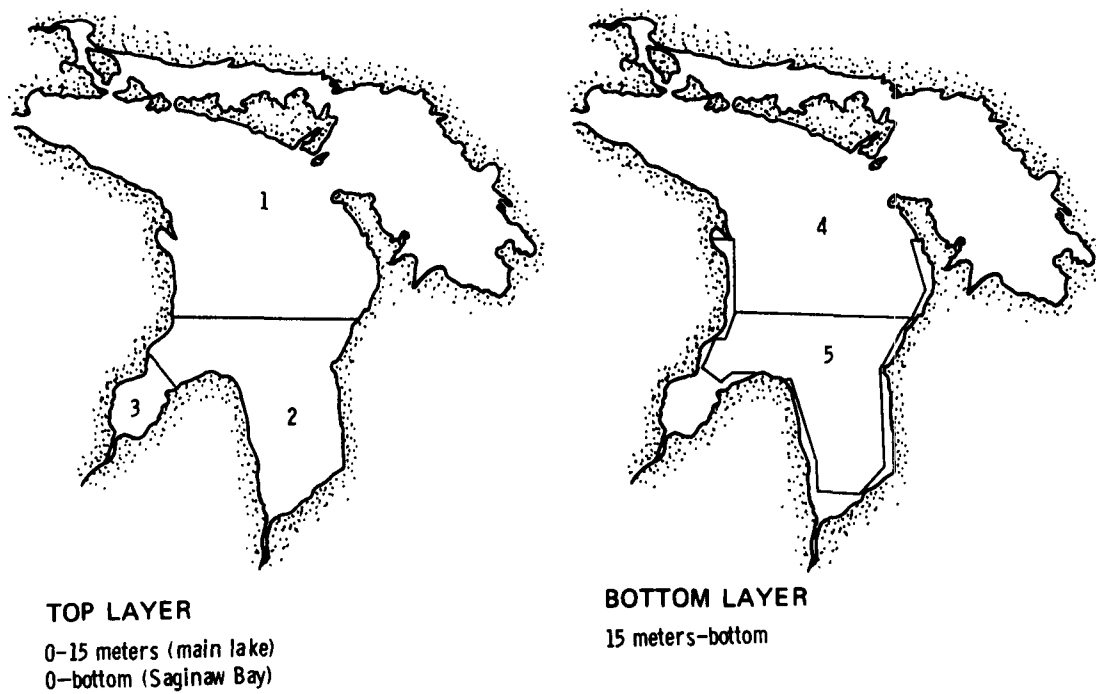 1
2
3
TOP LAYER
0-15 meters (main lake)
0-bottom (Saginaw Bay)
4
5
BOTTOM LAYER
15 meters-bottom